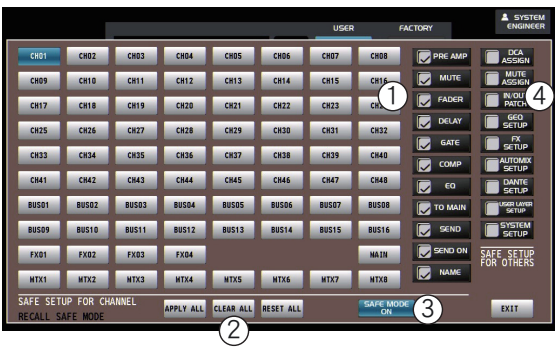 SYSTEM
ENGINEER
USER FACTORY
CH01 CH02 CH03 CH04 CH05 CH06 CH07 CH08 PRE AMP DCA ASSIGN
CH09 CH10 CH11 CH12 CH13 CH14 CH15 CH16 MUTE MUTE ASSIGN
1 4
CH17 CH18 CH19 CH20 CH21 CH22 CH23 FADER IN/OUT PATCH
CH25 CH26 CH27 CH28 CH29 CH30 CH31 CH32 DELAY GEQ SETUP
CH33 CH34 CH35 CH36 CH37 CH38 CH39 CH40 GATE FX SETUP
CH41 CH42 CH43 CH44 CH45 CH46 CH47 CH48 COMP AUTOMIX SETUP
BUS01 BUS02 BUS03 BUS04 BUS05 BUS06 BUS07 BUS08 EQ DANTE SETUP
TO MAIN USER LAYER SETUP
BUS09 BUS10 BUS11 BUS12 BUS13 BUS14 BUS15 BUS16 SEND SYSTEM SETUP
FX01 FX02 FX03 FX04 MAIN SEND ON SAFE SETUP
FOR OTHERS
MTX1 MTX2 MTX3 MTX4 MTX5 MTX6 MTX7 MTX8 NAME
SAFE SETUP FOR CHANNEL
RECALL SAFE MODE
APPLY ALL CLEAR ALL RESET ALL SAFE MODE ON 3 EXIT
2